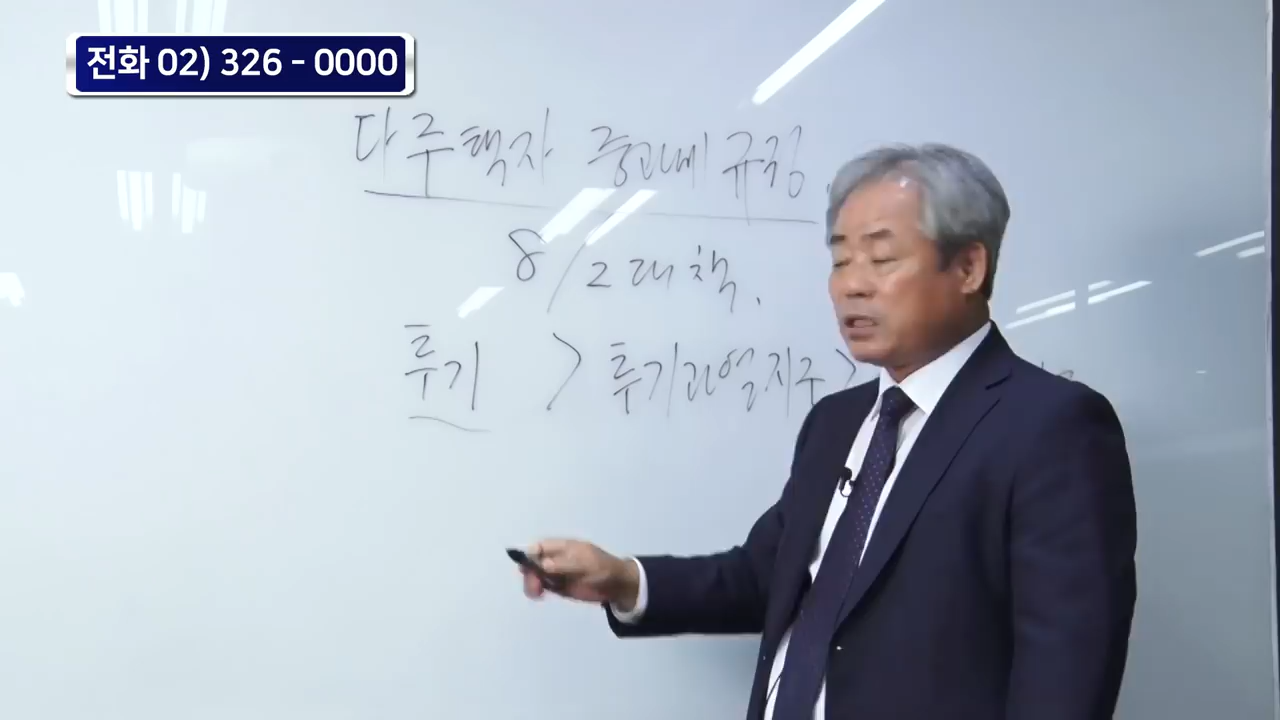 전화 02) 326 - 0000
다주택자 중과세 규정.
8/2 대책.
투기 > 투기과열지구 >